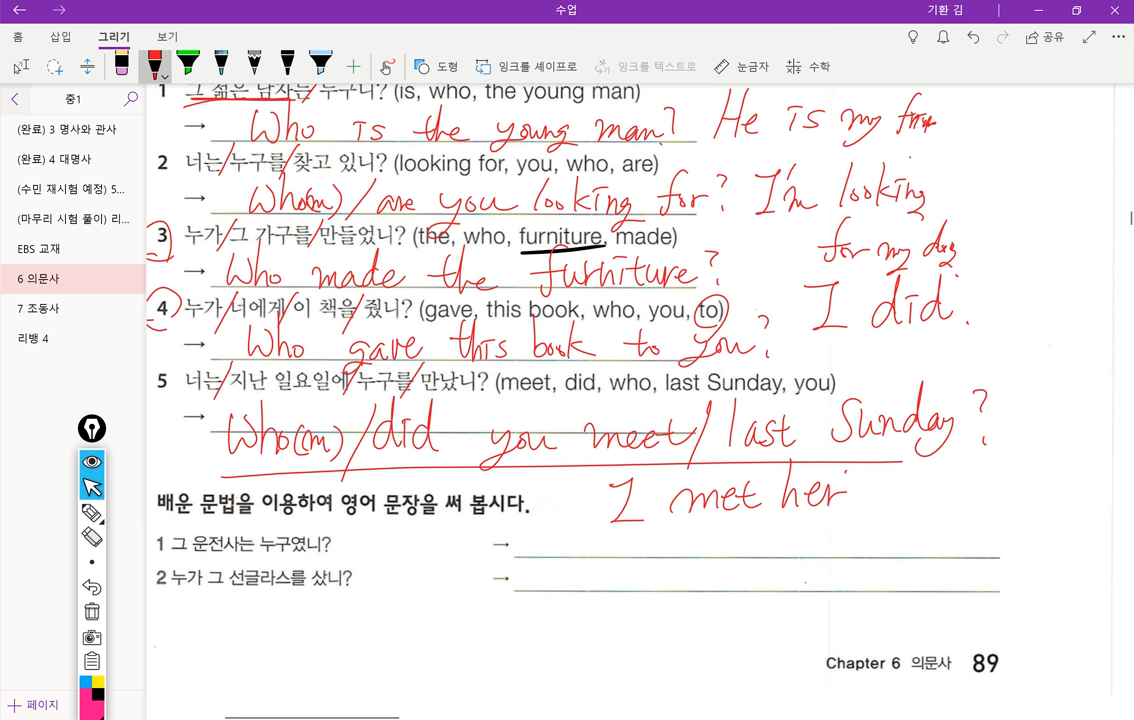 수업
기환 김
홈 삽입 그리기 보기
도형 잉크를 셰이프로 잉크를 텍스트로 눈금자 수학 공유
중1
(완료) 3 명사와 관사
(완료) 4 대명사
(수민 재시험 예정) 5...
(마무리 시험 풀이) 리...
EBS 교재
6 의문사
7 조동사
리뱅 4
페이지
1 그 젊은 남자는/누구니? (is, who, the young man)
→ Who is the young man? He is my
2 너는/누구를/찾고 있니? (looking for, you, who, are)
→ Who(m)/are you looking for? I'm looking
for my dog
3 누가/그 가구를/만들었니? (the, who, furniture, made)
→ Who made the furniture?
I did.
4 누가/너에게/이 책을/줬니? (gave, this book, who, you, to)
→ Who gave this book to you?
5 너는/지난 일요일에/누구를/만났니? (meet, did, who, last Sunday, you)
→ Who(m)/did you meet/last Sunday?
I met her
배운 문법을 이용하여 영어 문장을 써 봅시다.
1 그 운전사는 누구였니? →
2 누가 그 선글라스를 샀니? →
Chapter 6 의문사 89